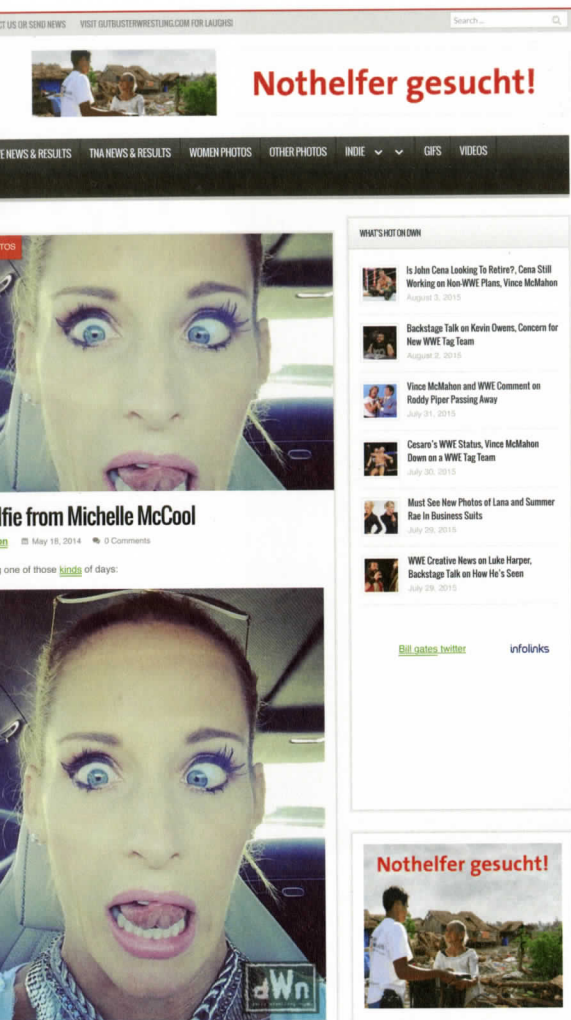 CT US OR SEND NEWS VISIT GUTBUSTERWRESTLING.COM FOR LAUGHS!
Search ...
Nothelfer gesucht!
E NEWS & RESULTS TNA NEWS & RESULTS WOMEN PHOTOS OTHER PHOTOS INDIE GIFS VIDEOS
TOS
lfie from Michelle McCool
on May 18, 2014 0 Comments
g one of those kinds of days:
dWn
WHAT'S HOT ON DWN
Is John Cena Looking To Retire?, Cena Still
Working on Non-WWE Plans, Vince McMahon
August 3, 2015
Backstage Talk on Kevin Owens, Concern for
New WWE Tag Team
August 2, 2015
Vince McMahon and WWE Comment on
Roddy Piper Passing Away
July 31, 2015
Cesaro's WWE Status, Vince McMahon
Down on a WWE Tag Team
July 30, 2015
Must See New Photos of Lana and Summer
Rae In Business Suits
July 29, 2015
WWE Creative News on Luke Harper,
Backstage Talk on How He's Seen
July 29, 2015
Bill gates twitter infolinks
Nothelfer gesucht!